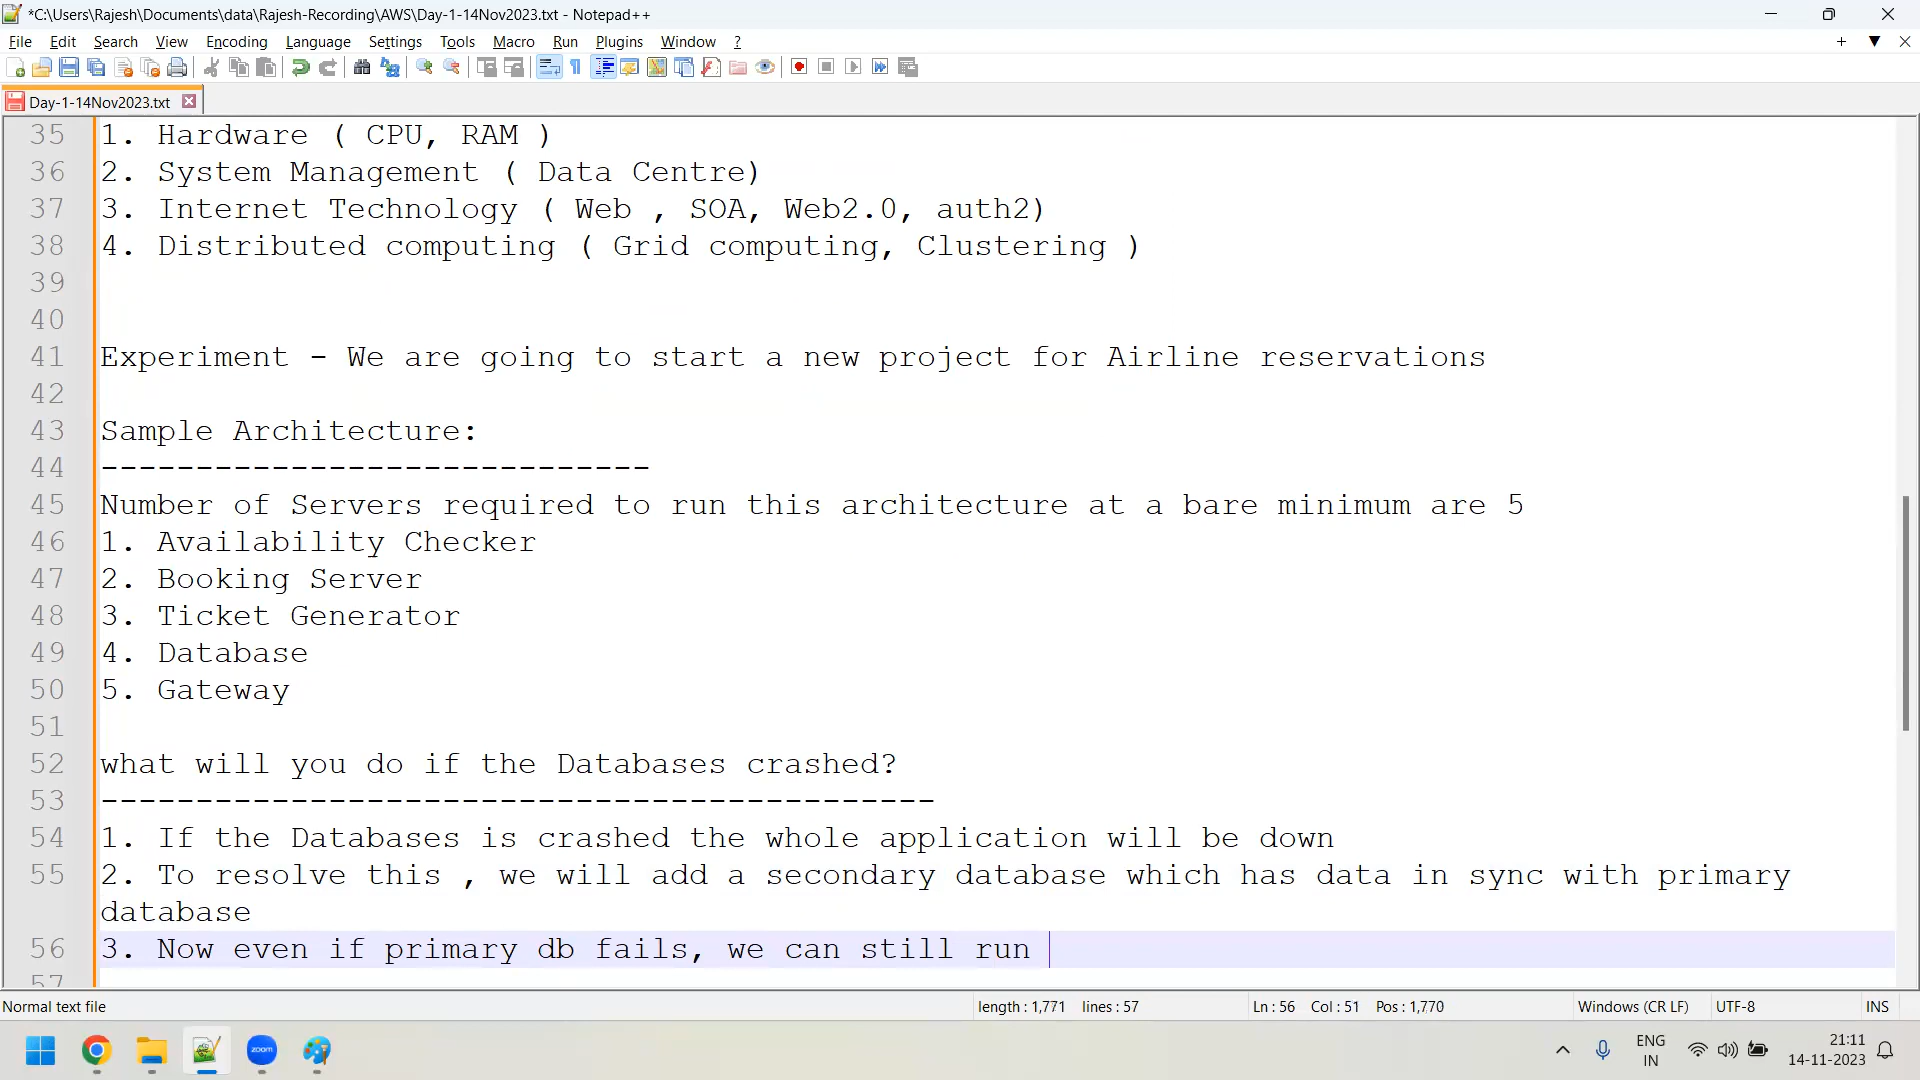 *C:\Users\Rajesh\Documents\data\Rajesh-Recording\AWS\Day-1-14Nov2023.txt - Notepad++
File Edit Search View Encoding Language Settings Tools Macro Run Plugins Window ?
Day-1-14Nov2023.txt
35 1. Hardware ( CPU, RAM )
36 2. System Management ( Data Centre)
37 3. Internet Technology ( Web , SOA, Web2.0, auth2)
38 4. Distributed computing ( Grid computing, Clustering )
39
40
41 Experiment - We are going to start a new project for Airline reservations
42
43 Sample Architecture:
44 -----------------------------
45 Number of Servers required to run this architecture at a bare minimum are 5
46 1. Availability Checker
47 2. Booking Server
48 3. Ticket Generator
49 4. Database
50 5. Gateway
51
52 what will you do if the Databases crashed?
53 --------------------------------------------
54 1. If the Databases is crashed the whole application will be down
55 2. To resolve this , we will add a secondary database which has data in sync with primary
database
56 3. Now even if primary db fails, we can still run
57
Normal text file length : 1,771 lines : 57 Ln : 56 Col : 51 Pos : 1,770 Windows (CR LF) UTF-8 INS
zoom
ENG
IN
21:11
14-11-2023